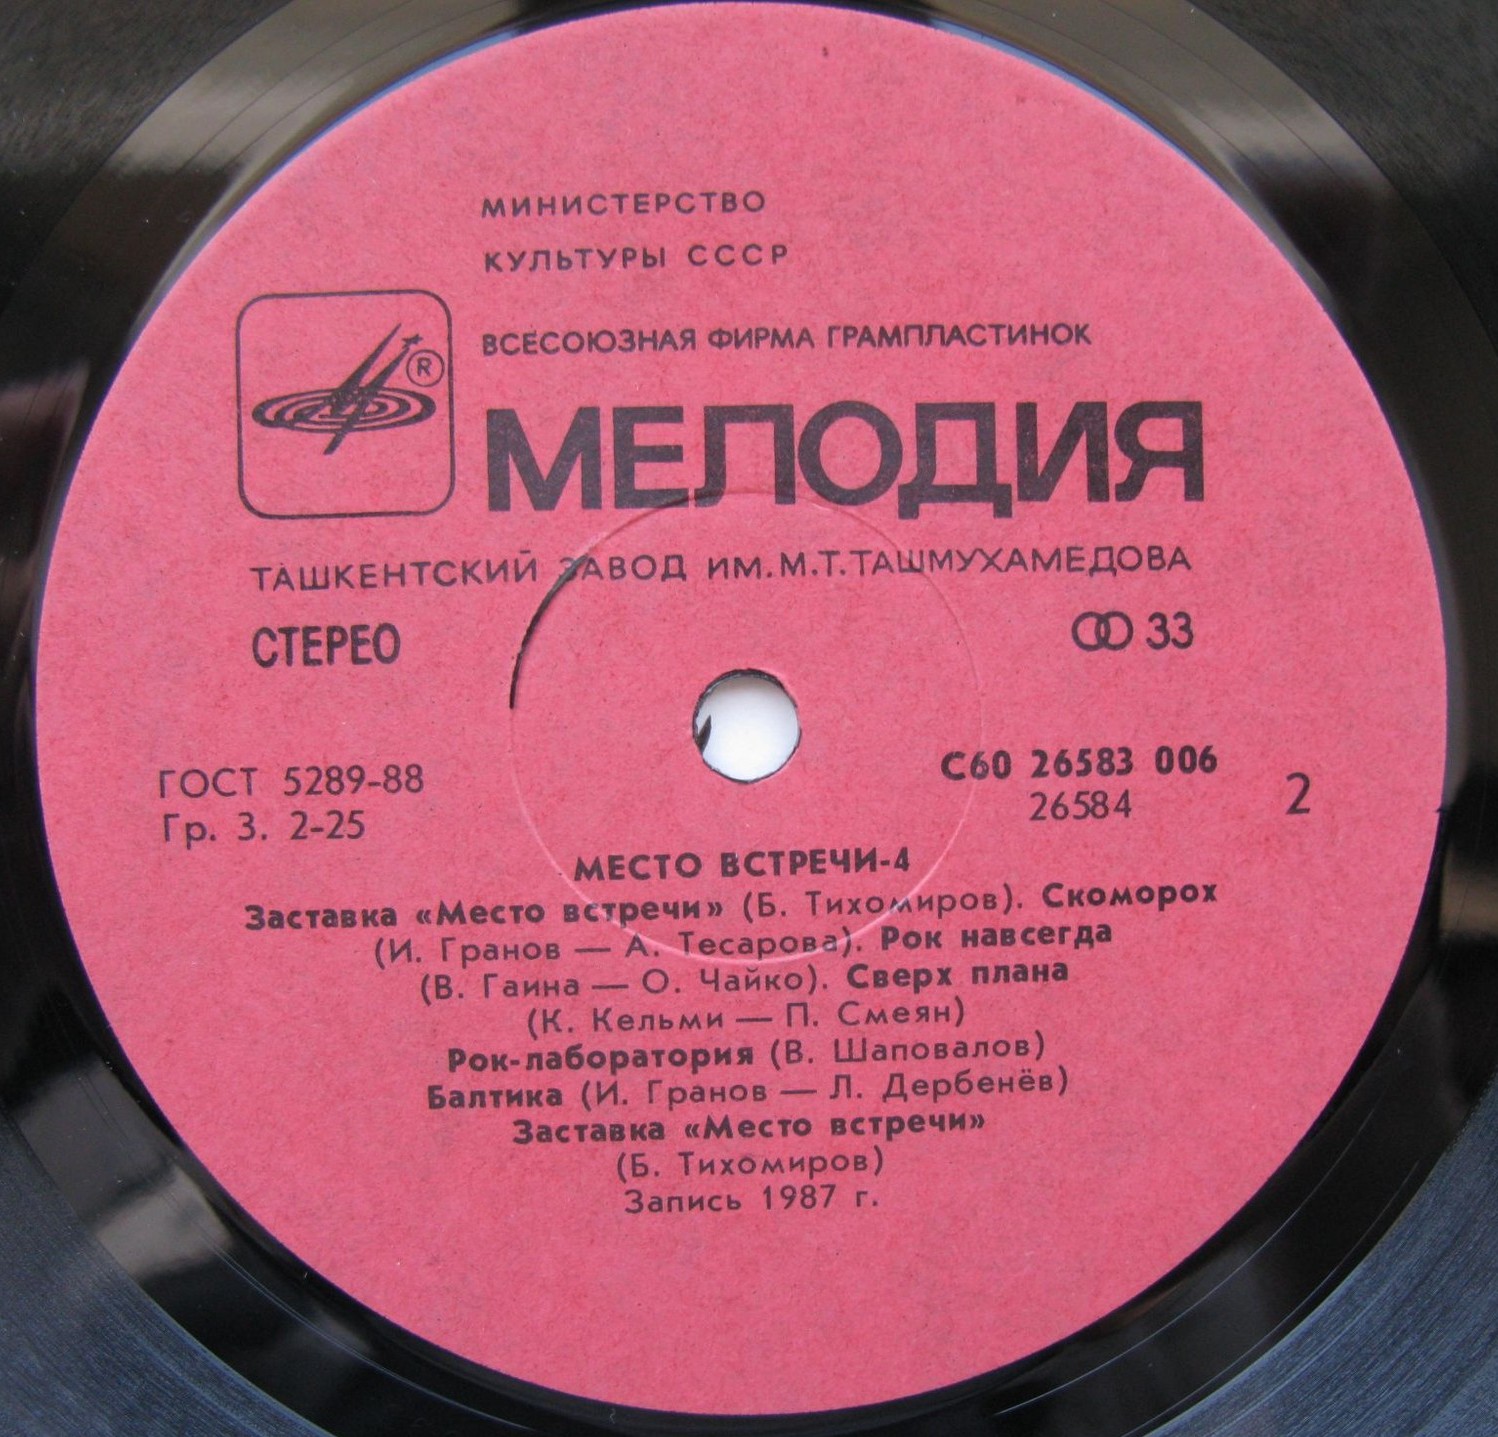 МИНИСТЕРСТВО
КУЛЬТУРЫ СССР
®
ВСЕСОЮЗНАЯ ФИРМА ГРАМПЛАСТИНОК
МЕЛОДИЯ
ТАШКЕНТСКИЙ ЗАВОД ИМ.М.Т.ТАШМУХАМЕДОВА
СТЕРЕО
33
ГОСТ 5289-88
Гр. 3. 2-25
С60 26583 006
26584
2
МЕСТО ВСТРЕЧИ-4
Заставка «Место встречи» (Б. Тихомиров). Скоморох
(И. Гранов — А. Тесарова). Рок навсегда
(В. Гаина — О. Чайко). Сверх плана
(К. Кельми — П. Смеян)
Рок-лаборатория (В. Шаповалов)
Балтика (И. Гранов — Л. Дербенёв)
Заставка «Место встречи»
(Б. Тихомиров)
Запись 1987 г.